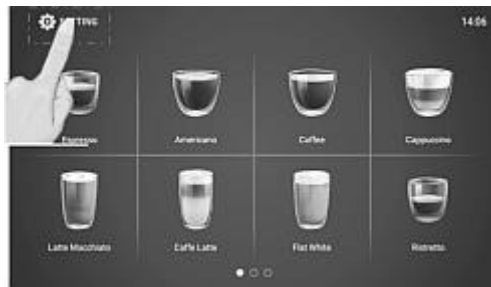 SETTING 14:06
Espresso Americano Coffee Cappuccino
Latte Macchiato Caffe Latte Flat White Ristretto